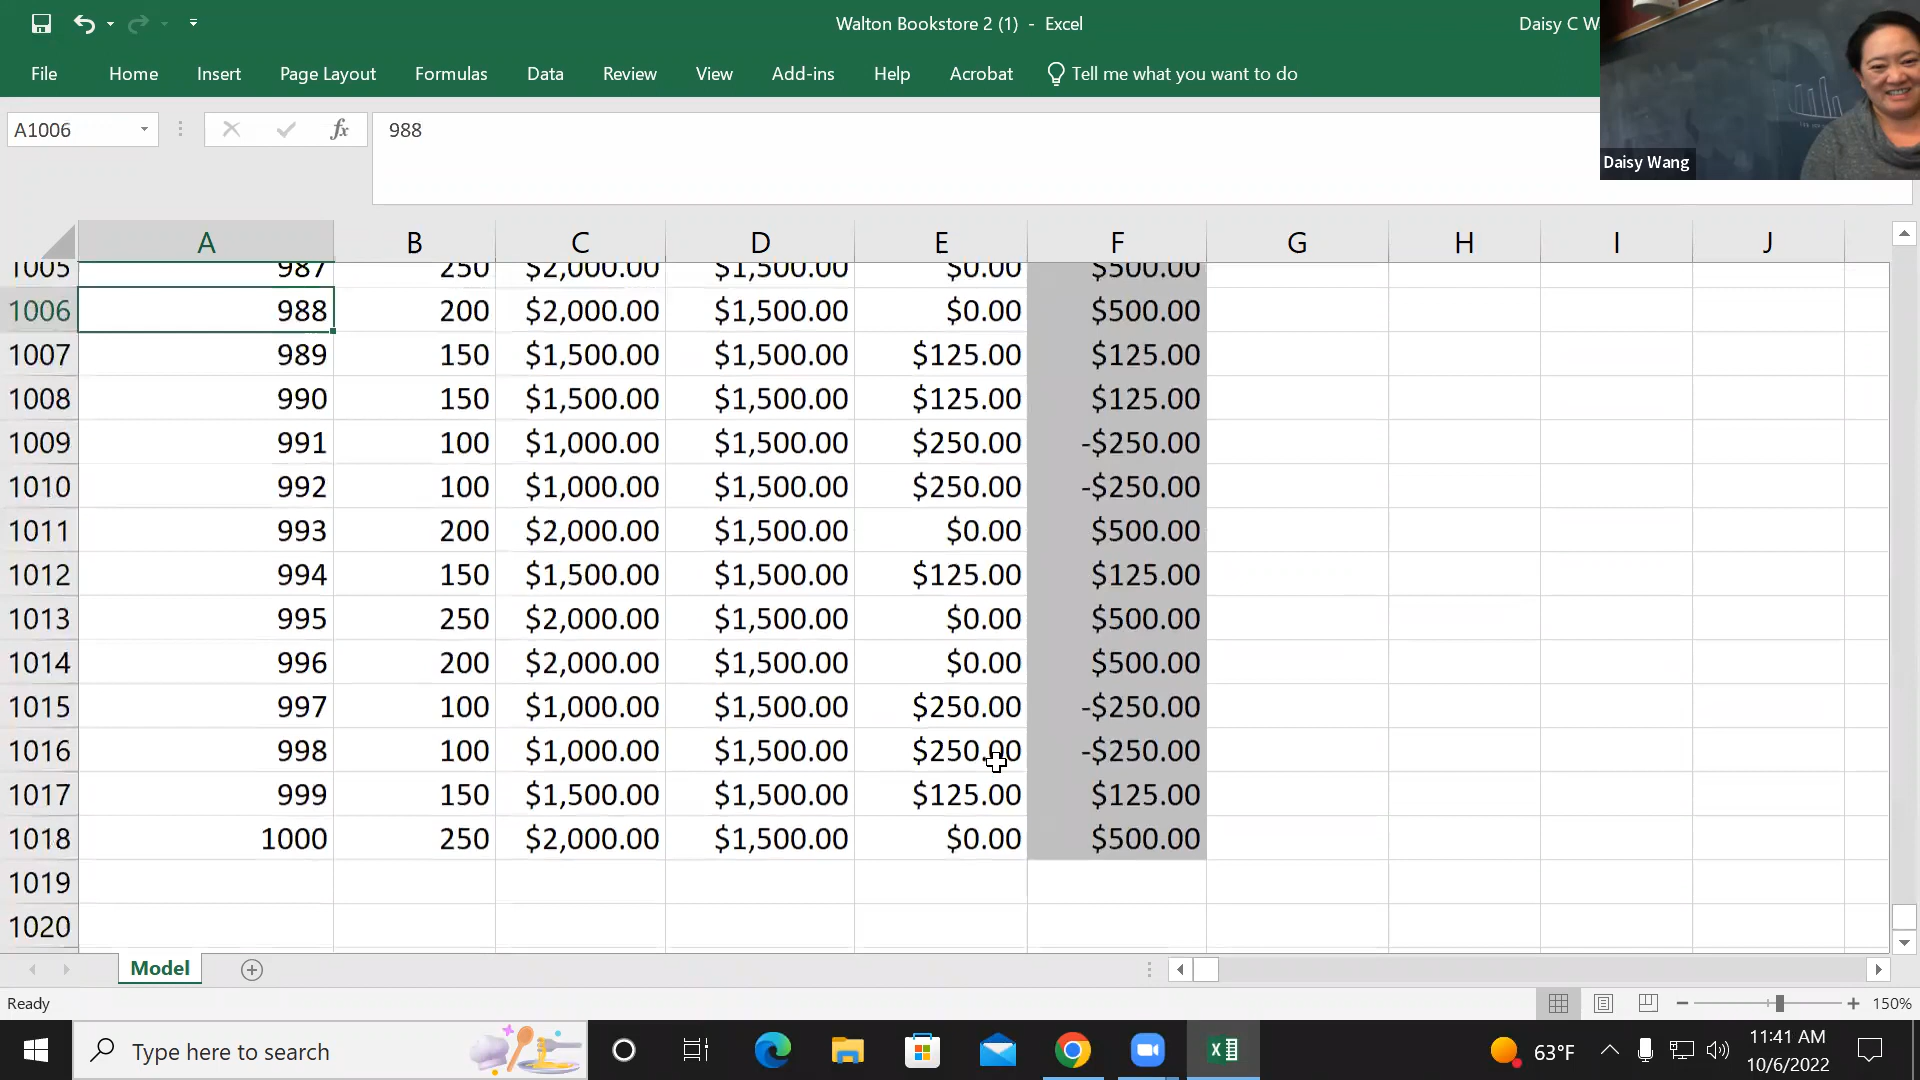 Walton Bookstore 2 (1) - Excel
Daisy C W
File Home Insert Page Layout Formulas Data Review View Add-ins Help Acrobat Tell me what you want to do
A1006 fx 988
Daisy Wang
A B C D E F G H I J
1005 987 250 $2,000.00 $1,500.00 $0.00 $500.00
1006 988 200 $2,000.00 $1,500.00 $0.00 $500.00
1007 989 150 $1,500.00 $1,500.00 $125.00 $125.00
1008 990 150 $1,500.00 $1,500.00 $125.00 $125.00
1009 991 100 $1,000.00 $1,500.00 $250.00 -$250.00
1010 992 100 $1,000.00 $1,500.00 $250.00 -$250.00
1011 993 200 $2,000.00 $1,500.00 $0.00 $500.00
1012 994 150 $1,500.00 $1,500.00 $125.00 $125.00
1013 995 250 $2,000.00 $1,500.00 $0.00 $500.00
1014 996 200 $2,000.00 $1,500.00 $0.00 $500.00
1015 997 100 $1,000.00 $1,500.00 $250.00 -$250.00
1016 998 100 $1,000.00 $1,500.00 $250.00 -$250.00
1017 999 150 $1,500.00 $1,500.00 $125.00 $125.00
1018 1000 250 $2,000.00 $1,500.00 $0.00 $500.00
1019
1020
Model
Ready 150%
Type here to search 63°F 11:41 AM
10/6/2022